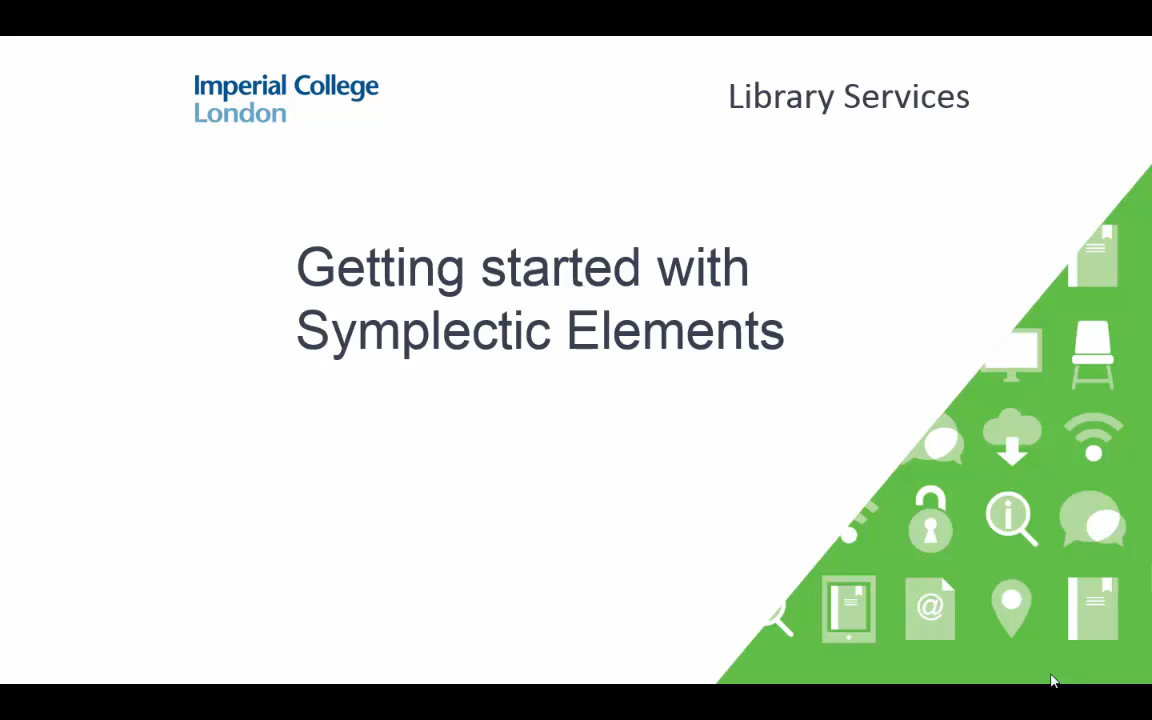 Imperial College
London
Library Services
Getting started with
Symplectic Elements
i
@